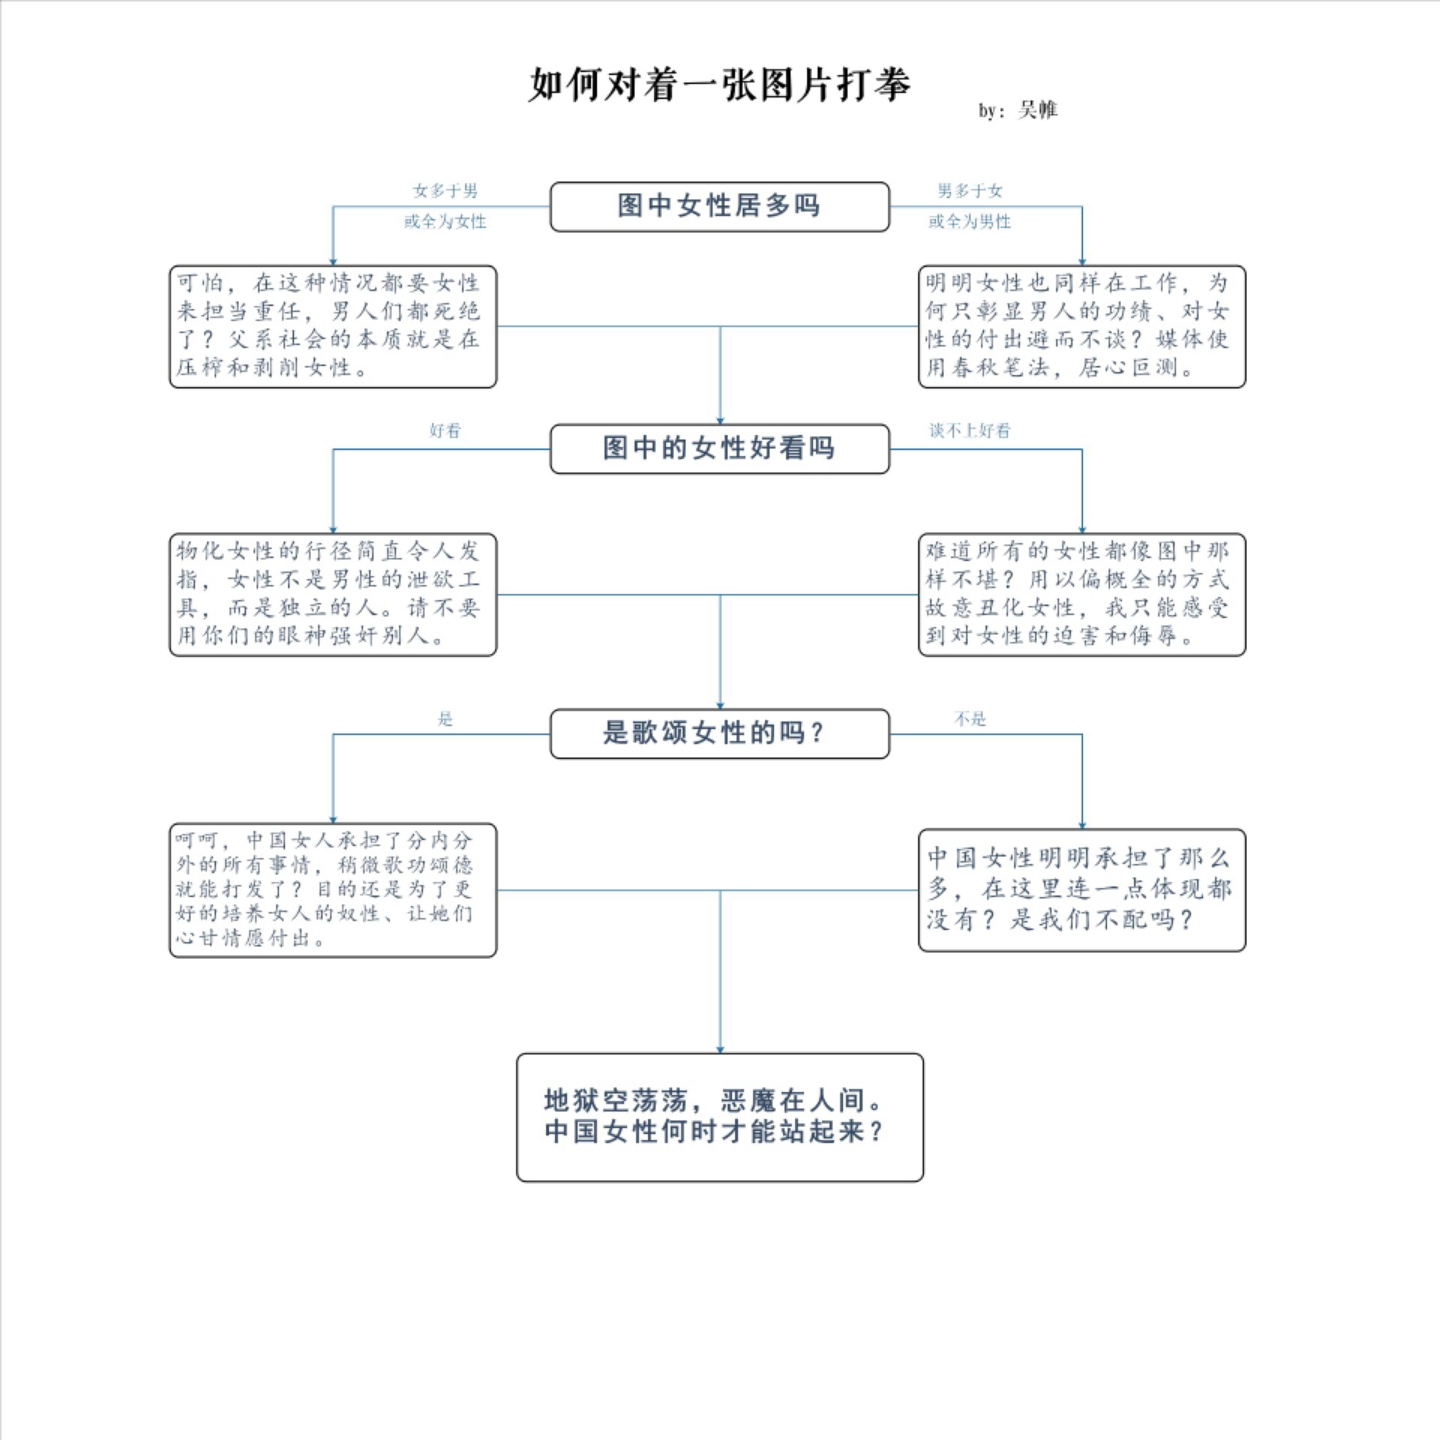 如何对着一张图片打拳
by: 吴帷
女多于男
或全为女性
图中女性居多吗
男多于女
或全为男性
可怕，在这种情况都要女性
来担当重任，男人们都死绝
了？父系社会的本质就是在
压榨和剥削女性。
明明女性也同样在工作，为
何只彰显男人的功绩、对女
性的付出避而不谈？媒体使
用春秋笔法，居心叵测。
好看
图中的女性好看吗
谈不上好看
物化女性的行径简直令人发
指，女性不是男性的泄欲工
具，而是独立的人。请不要
用你们的眼神强奸别人。
难道所有的女性都像图中那
样不堪？用以偏概全的方式
故意丑化女性，我只能感受
到对女性的迫害和侮辱。
是
是歌颂女性的吗？
不是
呵呵，中国女人承担了分内分
外的所有事情，稍微歌功颂德
就能打发了？目的还是为了更
好的培养女人的奴性、让她们
心甘情愿付出。
中国女性明明承担了那么
多，在这里连一点体现都
没有？是我们不配吗？
地狱空荡荡，恶魔在人间。
中国女性何时才能站起来？